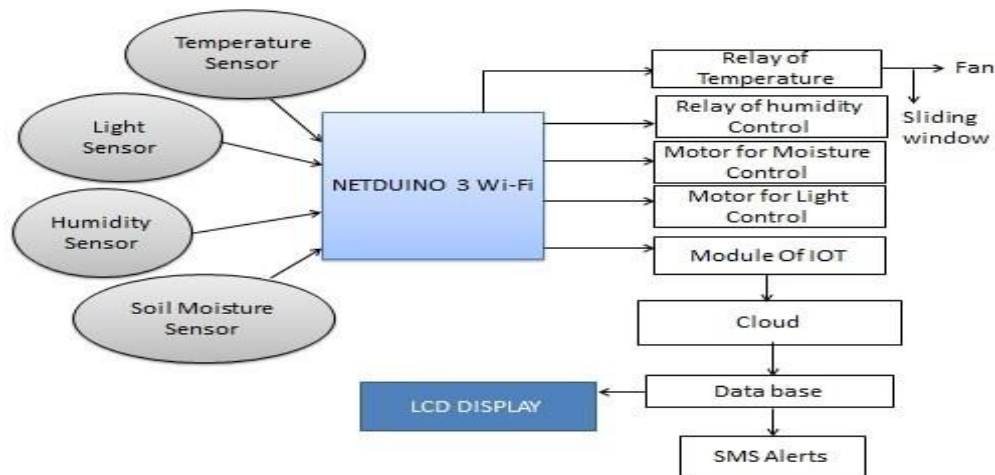 Temperature
Sensor
Light
Sensor
Humidity
Sensor
Soil Moisture
Sensor
NETDUINO 3 Wi-Fi
Relay of
Temperature
Fan
Sliding
window
Relay of humidity
Control
Motor for Moisture
Control
Motor for Light
Control
Module Of IOT
Cloud
Data base
LCD DISPLAY
SMS Alerts